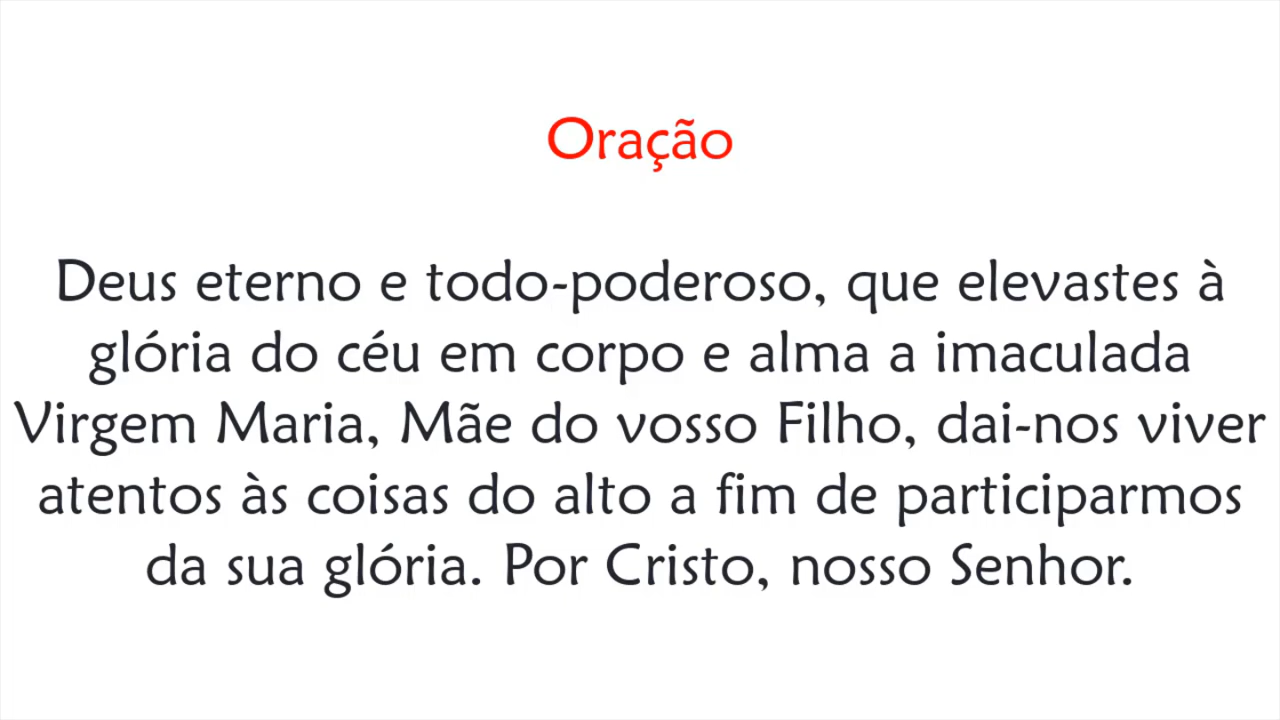 Oração
Deus eterno e todo-poderoso, que elevastes à
glória do céu em corpo e alma a imaculada
Virgem Maria, Mãe do vosso Filho, dai-nos viver
atentos às coisas do alto a fim de participarmos
da sua glória. Por Cristo, nosso Senhor.